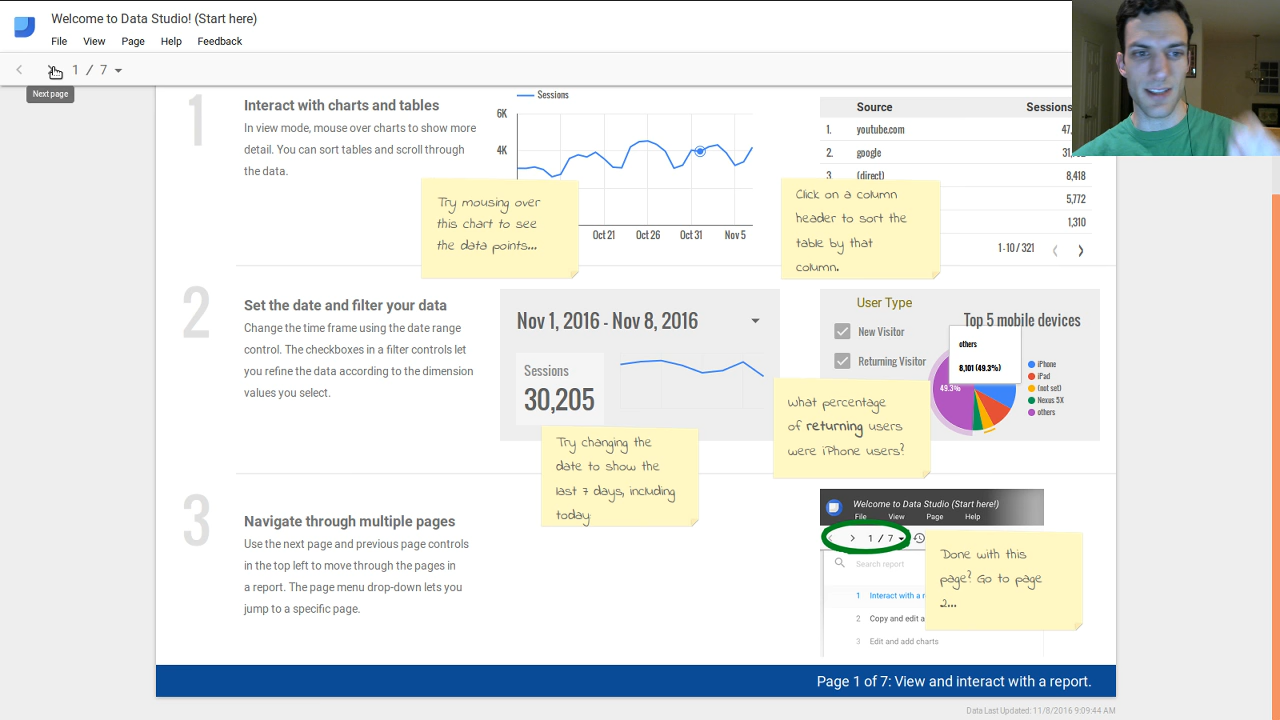 Welcome to Data Studio! (Start here)
File View Page Help Feedback
1 / 7
Next page
1
Interact with charts and tables
In view mode, mouse over charts to show more
detail. You can sort tables and scroll through
the data.
Sessions
6K
4K
Oct 21 Oct 26 Oct 31 Nov 5
Try mousing over
this chart to see
the data points...
Source Sessions
1. youtube.com 47,
2. google 31,
3. (direct) 8,418
5,772
1,310
1-10 / 321
Click on a column
header to sort the
table by that
column.
2
Set the date and filter your data
Change the time frame using the date range
control. The checkboxes in a filter controls let
you refine the data according to the dimension
values you select.
Nov 1, 2016 - Nov 8, 2016
Sessions
30,205
Try changing the
date to show the
last 7 days, including
today.
User Type
New Visitor
Returning Visitor
Top 5 mobile devices
others
8,101 (49.3%)
49.3%
iPhone
iPad
(not set)
Nexus 5X
others
What percentage
of returning users
were iPhone users?
3
Navigate through multiple pages
Use the next page and previous page controls
in the top left to move through the pages in
a report. The page menu drop-down lets you
jump to a specific page.
Welcome to Data Studio! (Start here!)
File View Page Help
1 / 7
Search report
1 Interact with a r
2 Copy and edit a
3 Edit and add charts
Done with this
page? Go to page
2...
Page 1 of 7: View and interact with a report.
Data Last Updated: 11/8/2016 9:09:44 AM